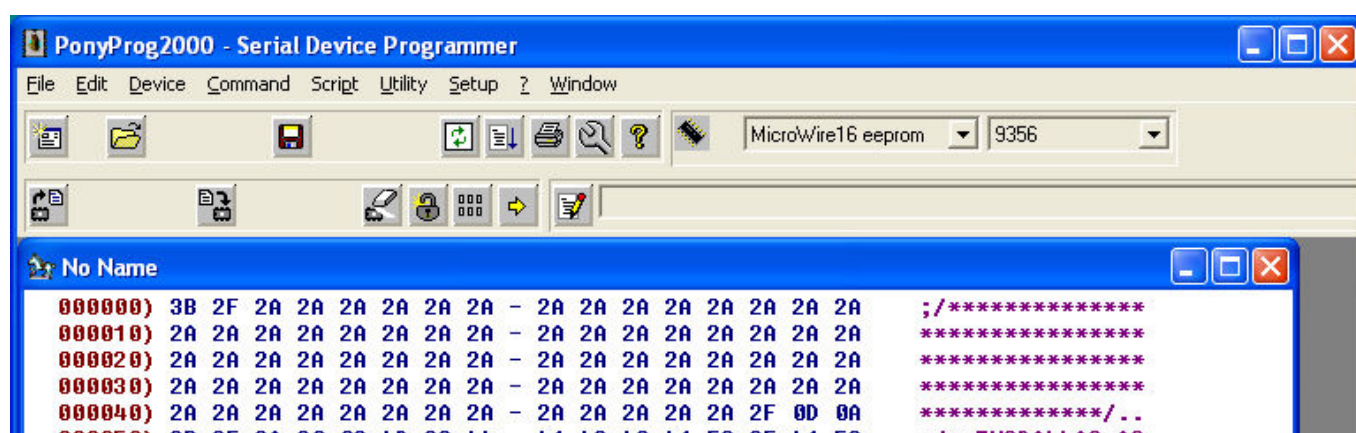 PonyProg2000 - Serial Device Programmer
File Edit Device Command Script Utility Setup ? Window
MicroWire16 eeprom 9356
No Name
000000) 3B 2F 2A 2A 2A 2A 2A 2A - 2A 2A 2A 2A 2A 2A 2A 2A ;/**************
000010) 2A 2A 2A 2A 2A 2A 2A 2A - 2A 2A 2A 2A 2A 2A 2A 2A ****************
000020) 2A 2A 2A 2A 2A 2A 2A 2A - 2A 2A 2A 2A 2A 2A 2A 2A ****************
000030) 2A 2A 2A 2A 2A 2A 2A 2A - 2A 2A 2A 2A 2A 2A 2A 2A ****************
000040) 2A 2A 2A 2A 2A 2A 2A 2A - 2A 2A 2A 2A 2A 2F 0D 0A *************/..